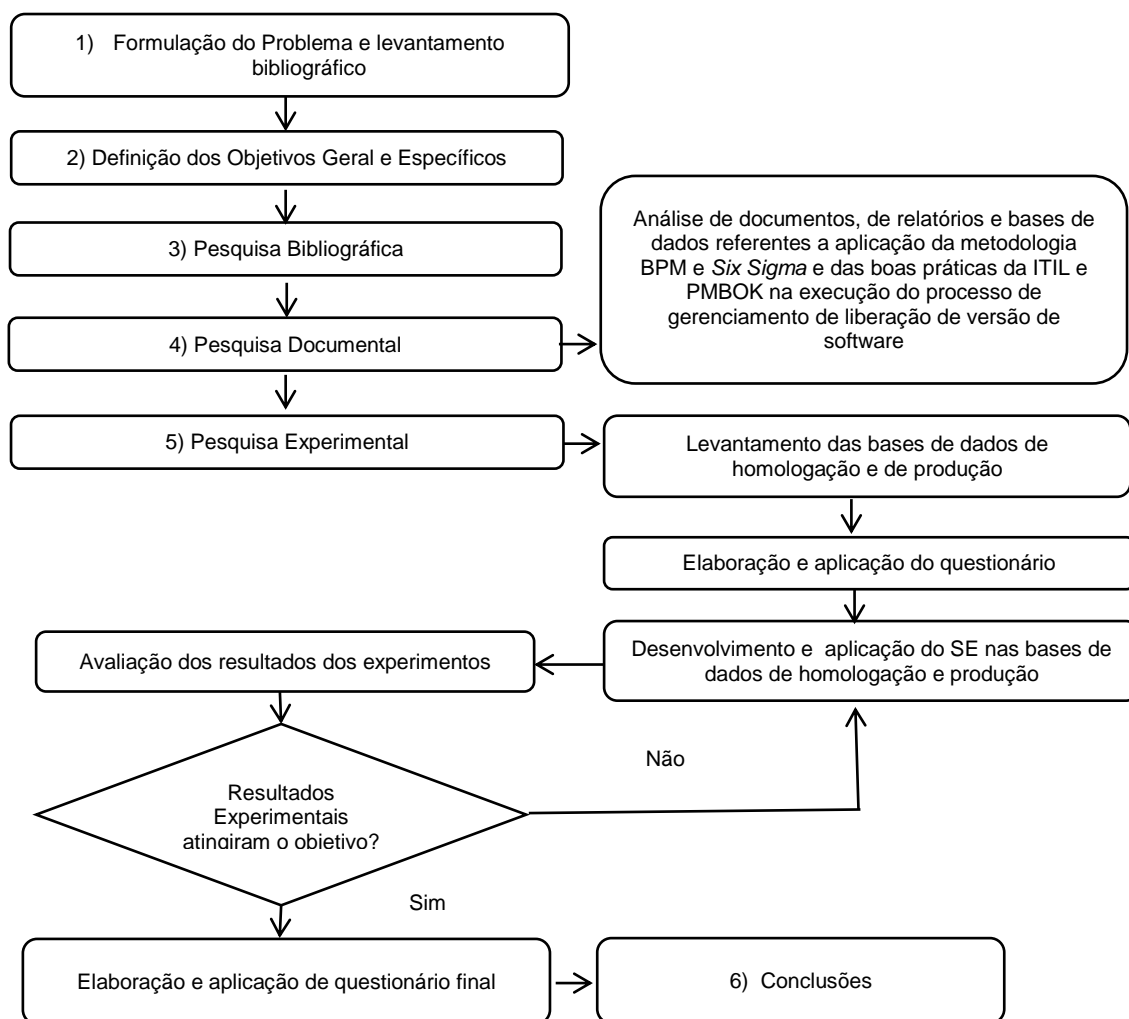 1) Formulação do Problema e levantamento
bibliográfico
2) Definição dos Objetivos Geral e Específicos
3) Pesquisa Bibliográfica
Análise de documentos, de relatórios e bases de
dados referentes a aplicação da metodologia
BPM e Six Sigma e das boas práticas da ITIL e
PMBOK na execução do processo de
gerenciamento de liberação de versão de
software
4) Pesquisa Documental
5) Pesquisa Experimental
Levantamento das bases de dados de
homologação e de produção
Elaboração e aplicação do questionário
Desenvolvimento e aplicação do SE nas bases de
dados de homologação e produção
Avaliação dos resultados dos experimentos
Não
Resultados
Experimentais
atingiram o objetivo?
Sim
Elaboração e aplicação de questionário final
6) Conclusões